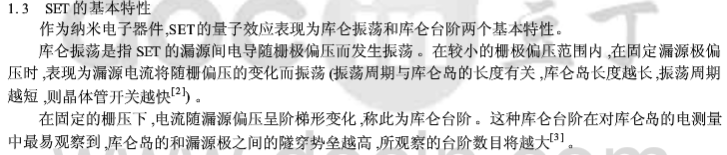 1.3 SET的基本特性
作为纳米电子器件,SET的量子效应表现为库仑振荡和库仑台阶两个基本特性。
库仑振荡是指 SET 的漏源间电导随栅极偏压而发生振荡。在较小的栅极偏压范围内,在固定漏源极偏
压时,表现为漏源电流将随栅偏压的变化而振荡(振荡周期与库仑岛的长度有关,库仑岛长度越长,振荡周期
越短,则晶体管开关越快[2])。
在固定的栅压下,电流随漏源偏压呈阶梯形变化,称此为库仑台阶。这种库仑台阶在对库仑岛的电测量
中最易观察到,库仑岛的和漏源极之间的隧穿势垒越高,所观察的台阶数目将越大[3]。